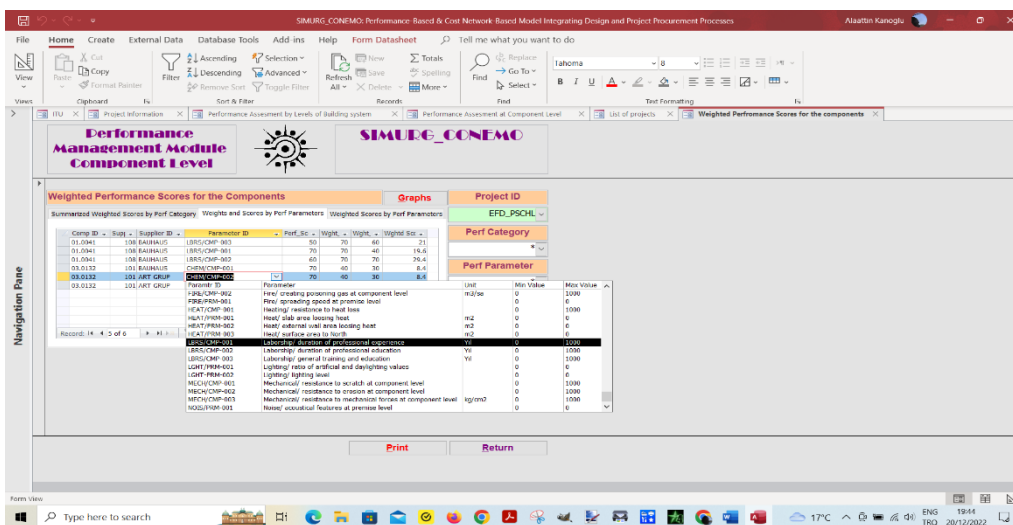 SIMURG_CONEMO: Performance-Based & Cost Network-Based Model Integrating Design and Project Procurement Processes
Alaattin Kanoglu
File Home Create External Data Database Tools Add-ins Help Form Datasheet Tell me what you want to do
View
Paste
Cut
Copy
Format Painter
Filter
Ascending
Descending
Remove Sort
Selection
Advanced
Toggle Filter
Refresh All
New
Save
Delete
Totals
Spelling
More
Find
Replace
Go To
Select
Tahoma
8
B I U A
Views Clipboard Sort & Filter Records Find Text Formatting
ITU Project Information Performance Assesment by Levels of Building system Performance Assesment at Component Level List of projects Weighted Perfromance Scores for the components
Performance
Management Module
Component Level
SIMURG_CONEMO
Weighted Performance Scores for the Components
Graphs
Project ID
Summarized Weighted Scores by Perf Category Weights and Scores by Perf Parameters Weighted Scores by Perf Parameters
EFD_PSCHL
Perf Category
*
Perf Parameter
Comp ID Supp Supplier ID Parameter ID Perf_Sc Wght, Wght, Wghtd Sco
01.0041 108 BAUHAUS LBRS/CMP-003 50 70 60 21
01.0041 108 BAUHAUS LBRS/CMP-001 70 70 40 19.6
01.0041 108 BAUHAUS LBRS/CMP-002 60 70 70 29.4
03.0132 101 BAUHAUS CHEM/CMP-001 70 40 30 8.4
03.0132 101 ART GRUP CHEM/CMP-002 70 40 30 8.4
03.0132 101 ART GRUP
Paramtr ID Parameter Unit Min Value Max Value
FIRE/CMP-002 Fire/ creating poisoning gas at component level m3/sa 0 1000
FIRE/PRM-001 Fire/ spreading speed at premise level 0 0
HEAT/CMP-001 Heating/ resistance to heat loss 0 1000
HEAT/PRM-001 Heat/ slab area loosing heat m2 0 0
HEAT/PRM-002 Heat/ external wall area loosing heat m2 0 0
HEAT/PRM-003 Heat/ surface area to North m2 0 0
LBRS/CMP-001 Laborship/ duration of professional experience Yil 0 1000
LBRS/CMP-002 Laborship/ duration of professional education Yil 0 1000
LBRS/CMP-003 Laborship/ general training and education Yil 0 1000
LGHT/PRM-001 Lighting/ ratio of artificial and daylighting values 0 0
LGHT-PRM-002 Lighting/ lighting level 0 0
MECH/CMP-001 Mechanical/ resistance to scratch at component level 0 1000
MECH/CMP-002 Mechanical/ resistance to erosion at component level 0 1000
MECH/CMP-003 Mechanical/ resistance to mechanical forces at component level kg/cm2 0 1000
NOIS/PRM-001 Noise/ acoustical features at premise level 0 0
Record: 5 of 6
Navigation Pane
Print
Return
Form View
Type here to search
17°C
ENG
TRQ
19:44
20/12/2022